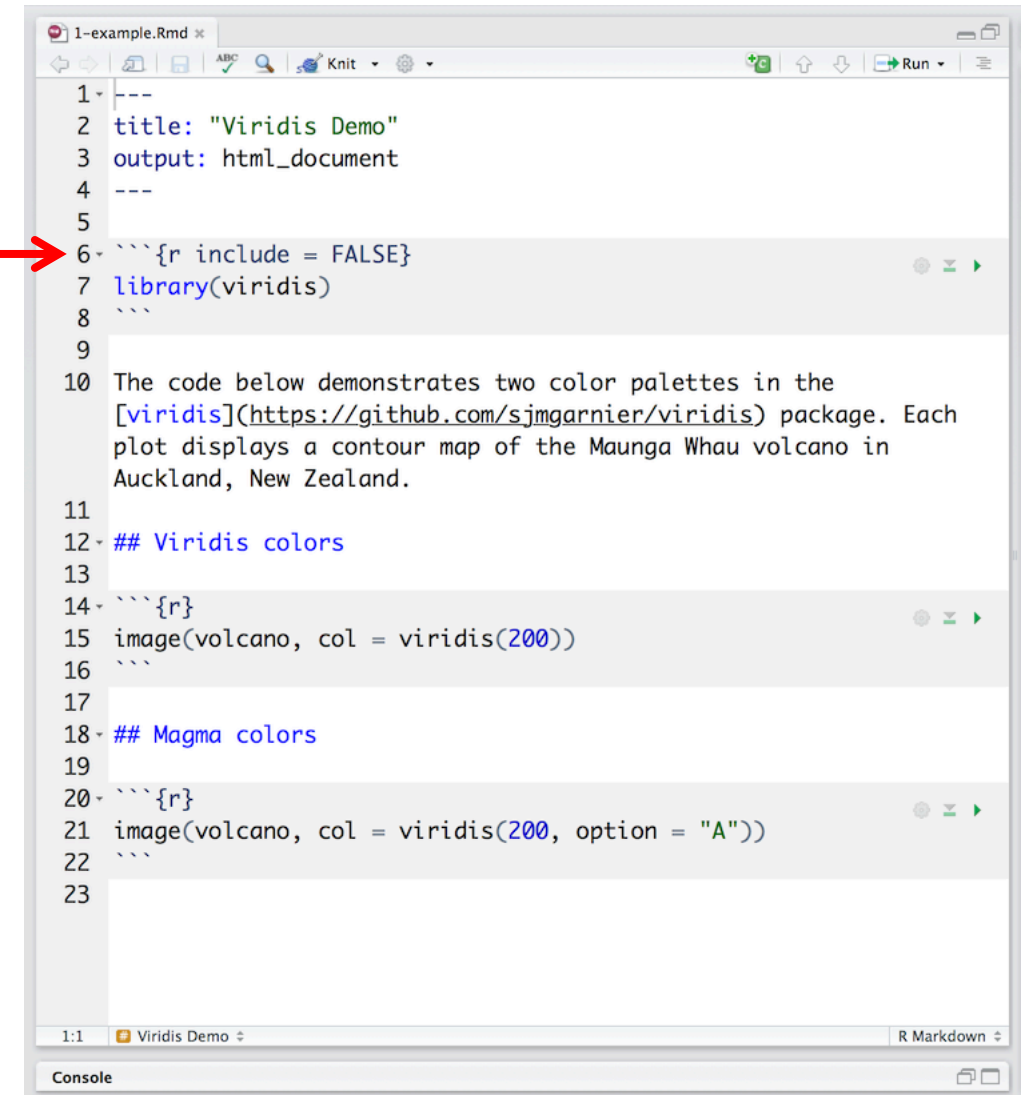 1-example.Rmd
ABC Knit Run
1 ---
2 title: "Viridis Demo"
3 output: html_document
4 ---
5
6 ```{r include = FALSE}
7 library(viridis)
8 ```
9
10 The code below demonstrates two color palettes in the
[viridis](https://github.com/sjmgarnier/viridis) package. Each
plot displays a contour map of the Maunga Whau volcano in
Auckland, New Zealand.
11
12 ## Viridis colors
13
14 ```{r}
15 image(volcano, col = viridis(200))
16 ```
17
18 ## Magma colors
19
20 ```{r}
21 image(volcano, col = viridis(200, option = "A"))
22 ```
23
1:1 # Viridis Demo R Markdown
Console